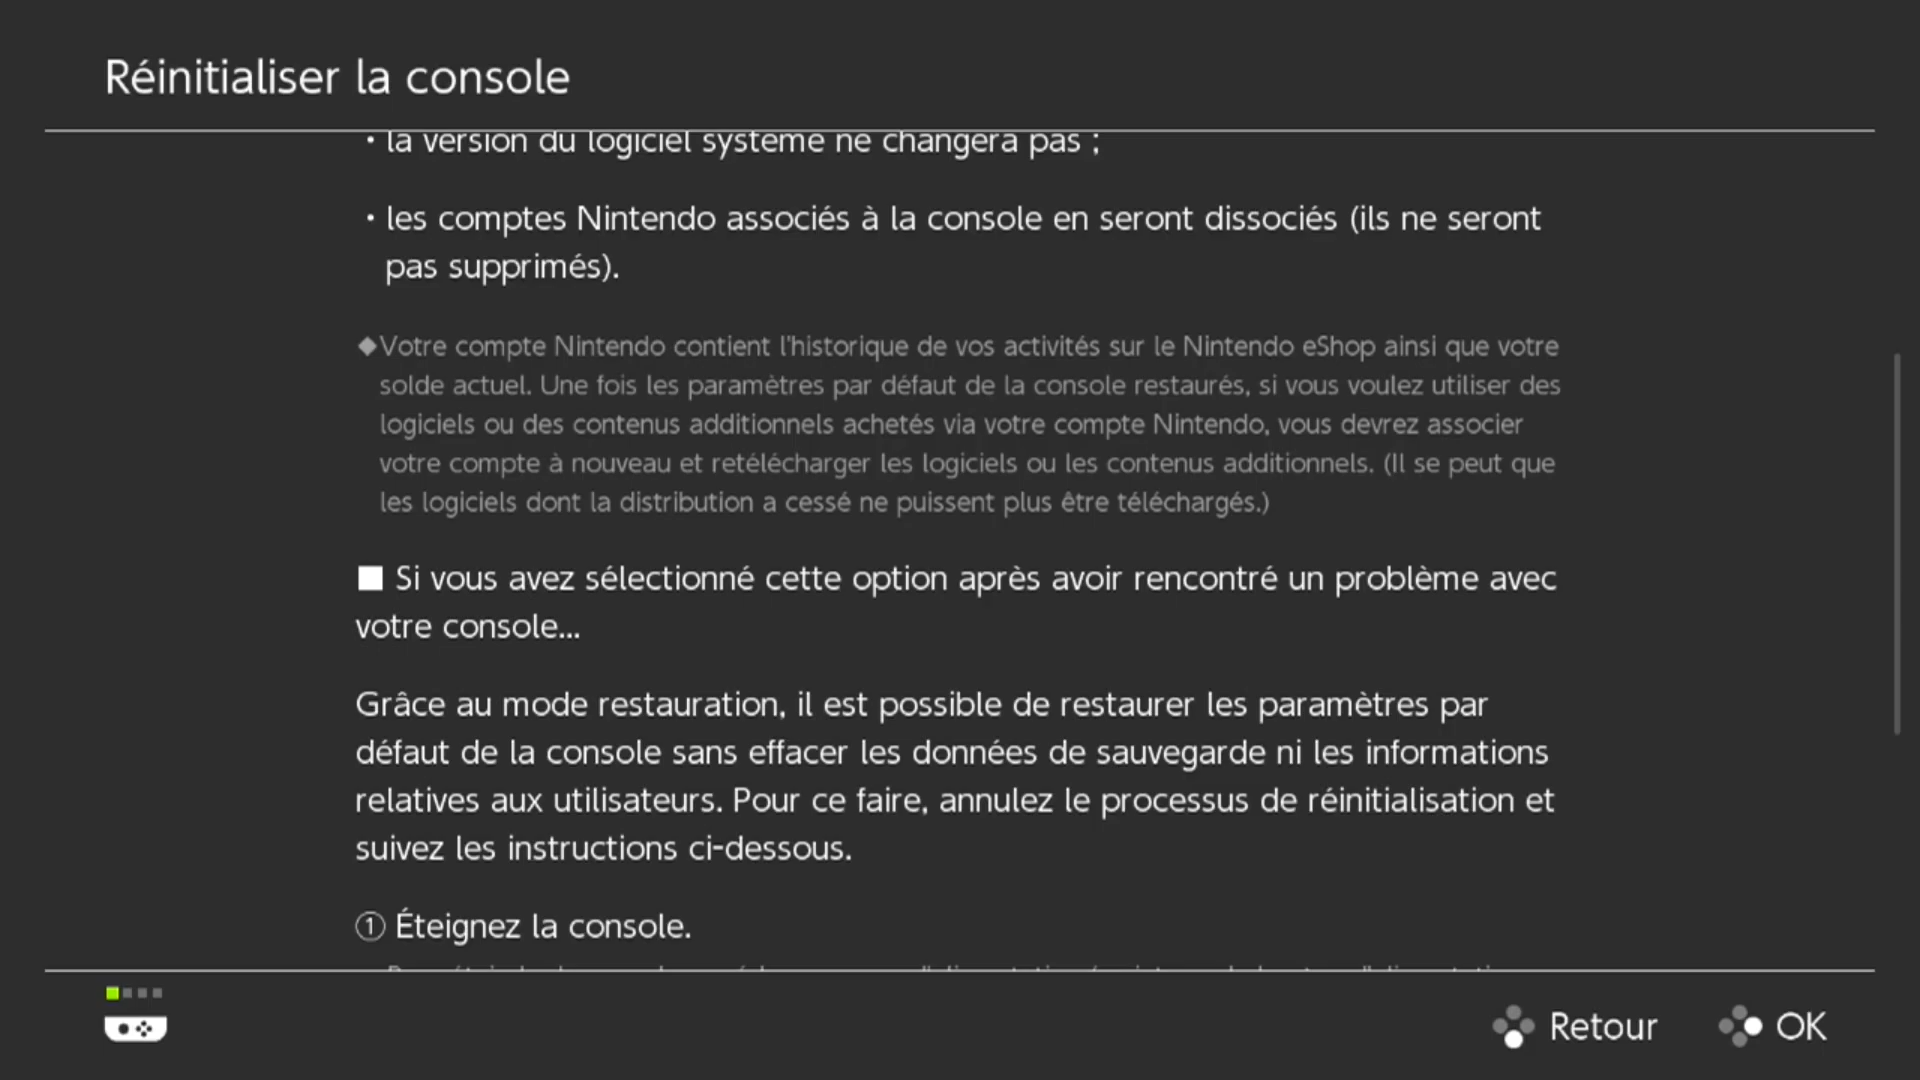 Réinitialiser la console
・la version du logiciel système ne changera pas ;
・les comptes Nintendo associés à la console en seront dissociés (ils ne seront
pas supprimés).
◆Votre compte Nintendo contient l'historique de vos activités sur le Nintendo eShop ainsi que votre
solde actuel. Une fois les paramètres par défaut de la console restaurés, si vous voulez utiliser des
logiciels ou des contenus additionnels achetés via votre compte Nintendo, vous devrez associer
votre compte à nouveau et retélécharger les logiciels ou les contenus additionnels. (Il se peut que
les logiciels dont la distribution a cessé ne puissent plus être téléchargés.)
■ Si vous avez sélectionné cette option après avoir rencontré un problème avec
votre console...
Grâce au mode restauration, il est possible de restaurer les paramètres par
défaut de la console sans effacer les données de sauvegarde ni les informations
relatives aux utilisateurs. Pour ce faire, annulez le processus de réinitialisation et
suivez les instructions ci-dessous.
① Éteignez la console.
Retour
OK